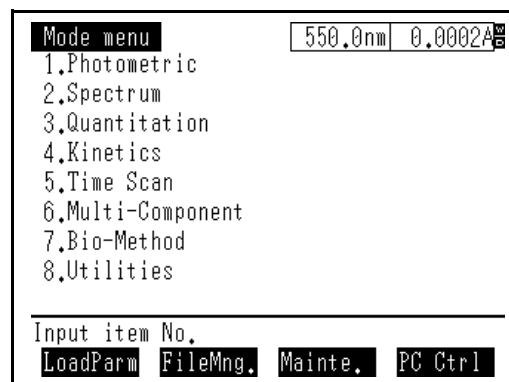 Mode menu 550.0nm 0.0002A WD
1.Photometric
2.Spectrum
3.Quantitation
4.Kinetics
5.Time Scan
6.Multi-Component
7.Bio-Method
8.Utilities
Input item No.
LoadParm FileMng. Mainte. PC Ctrl